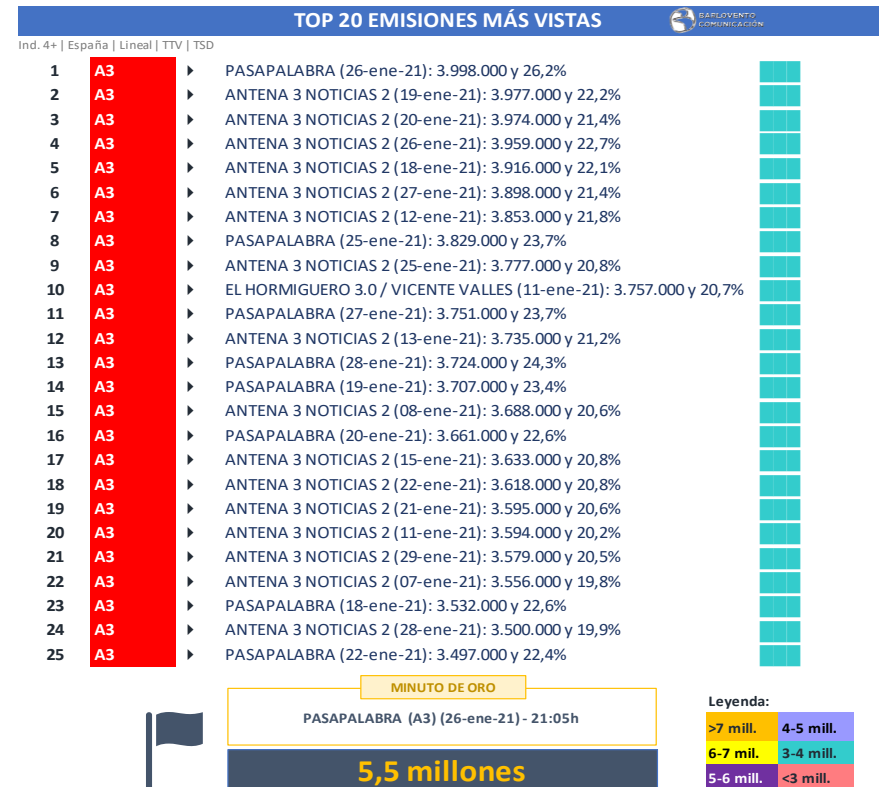 TOP 20 EMISIONES MÁS VISTAS
BARLOVENTO
COMUNICACIÓN
Ind. 4+ | España | Lineal | TTV | TSD
1 A3 PASAPALABRA (26-ene-21): 3.998.000 y 26,2%
2 A3 ANTENA 3 NOTICIAS 2 (19-ene-21): 3.977.000 y 22,2%
3 A3 ANTENA 3 NOTICIAS 2 (20-ene-21): 3.974.000 y 21,4%
4 A3 ANTENA 3 NOTICIAS 2 (26-ene-21): 3.959.000 y 22,7%
5 A3 ANTENA 3 NOTICIAS 2 (18-ene-21): 3.916.000 y 22,1%
6 A3 ANTENA 3 NOTICIAS 2 (27-ene-21): 3.898.000 y 21,4%
7 A3 ANTENA 3 NOTICIAS 2 (12-ene-21): 3.853.000 y 21,8%
8 A3 PASAPALABRA (25-ene-21): 3.829.000 y 23,7%
9 A3 ANTENA 3 NOTICIAS 2 (25-ene-21): 3.777.000 y 20,8%
10 A3 EL HORMIGUERO 3.0 / VICENTE VALLES (11-ene-21): 3.757.000 y 20,7%
11 A3 PASAPALABRA (27-ene-21): 3.751.000 y 23,7%
12 A3 ANTENA 3 NOTICIAS 2 (13-ene-21): 3.735.000 y 21,2%
13 A3 PASAPALABRA (28-ene-21): 3.724.000 y 24,3%
14 A3 PASAPALABRA (19-ene-21): 3.707.000 y 23,4%
15 A3 ANTENA 3 NOTICIAS 2 (08-ene-21): 3.688.000 y 20,6%
16 A3 PASAPALABRA (20-ene-21): 3.661.000 y 22,6%
17 A3 ANTENA 3 NOTICIAS 2 (15-ene-21): 3.633.000 y 20,8%
18 A3 ANTENA 3 NOTICIAS 2 (22-ene-21): 3.618.000 y 20,8%
19 A3 ANTENA 3 NOTICIAS 2 (21-ene-21): 3.595.000 y 20,6%
20 A3 ANTENA 3 NOTICIAS 2 (11-ene-21): 3.594.000 y 20,2%
21 A3 ANTENA 3 NOTICIAS 2 (29-ene-21): 3.579.000 y 20,5%
22 A3 ANTENA 3 NOTICIAS 2 (07-ene-21): 3.556.000 y 19,8%
23 A3 PASAPALABRA (18-ene-21): 3.532.000 y 22,6%
24 A3 ANTENA 3 NOTICIAS 2 (28-ene-21): 3.500.000 y 19,9%
25 A3 PASAPALABRA (22-ene-21): 3.497.000 y 22,4%
MINUTO DE ORO
PASAPALABRA (A3) (26-ene-21) - 21:05h
5,5 millones
Leyenda:
>7 mill. 4-5 mill.
6-7 mil. 3-4 mill.
5-6 mill. <3 mill.